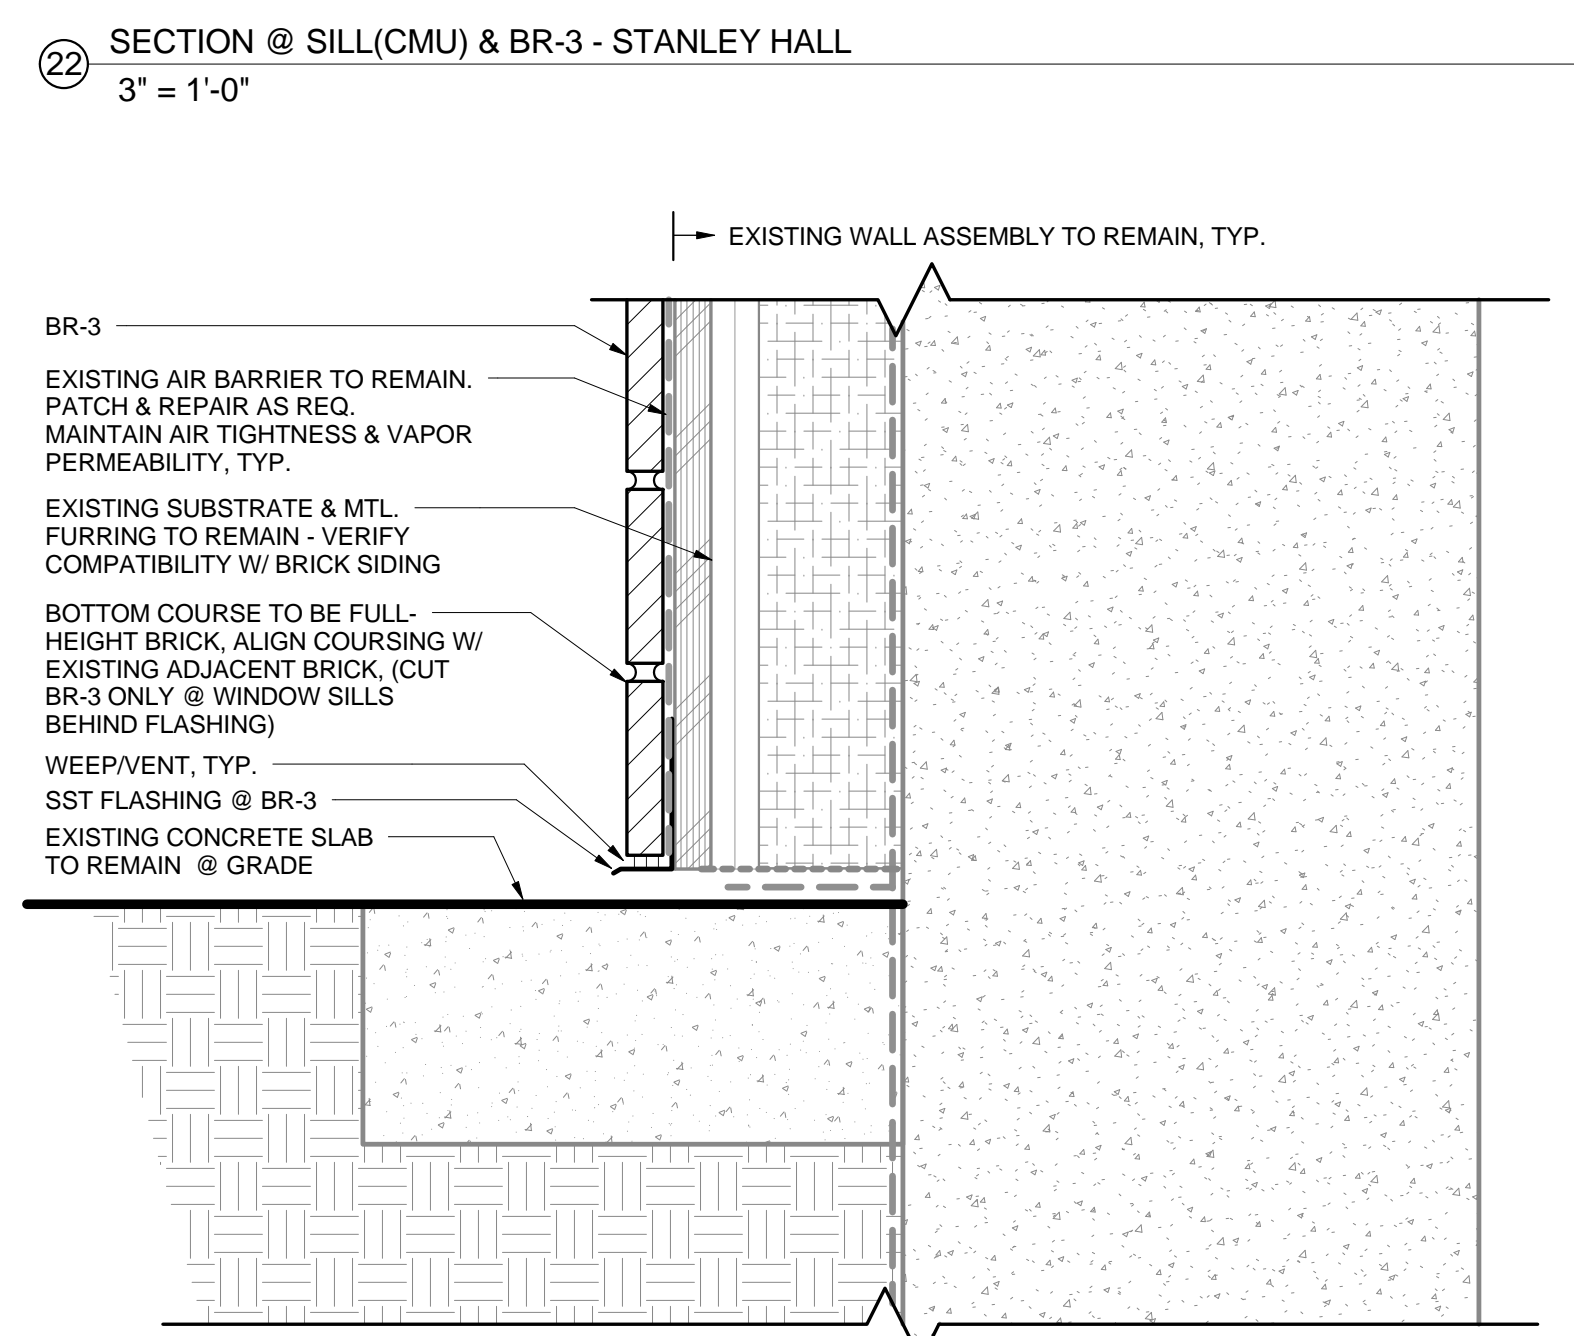 22
SECTION @ SILL(CMU) & BR-3 - STANLEY HALL
3" = 1'-0"
EXISTING WALL ASSEMBLY TO REMAIN, TYP.
BR-3
EXISTING AIR BARRIER TO REMAIN.
PATCH & REPAIR AS REQ.
MAINTAIN AIR TIGHTNESS & VAPOR
PERMEABILITY, TYP.
EXISTING SUBSTRATE & MTL.
FURRING TO REMAIN - VERIFY
COMPATIBILITY W/ BRICK SIDING
BOTTOM COURSE TO BE FULL-
HEIGHT BRICK, ALIGN COURSING W/
EXISTING ADJACENT BRICK, (CUT
BR-3 ONLY @ WINDOW SILLS
BEHIND FLASHING)
WEEP/VENT, TYP.
SST FLASHING @ BR-3
EXISTING CONCRETE SLAB
TO REMAIN @ GRADE